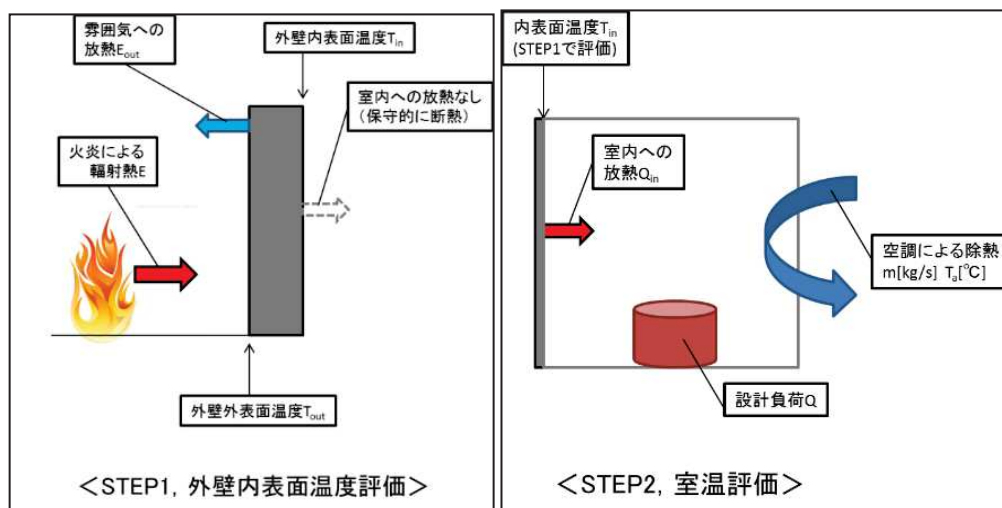 雰囲気への
放熱Eout
外壁内表面温度Tin
室内への放熱なし
（保守的に断熱）
火炎による
輻射熱E
外壁外表面温度Tout
＜STEP1，外壁内表面温度評価＞
内表面温度Tin
(STEP1で評価)
室内への
放熱Qin
空調による除熱
m[kg/s] Ta[℃]
設計負荷Q
＜STEP2，室温評価＞